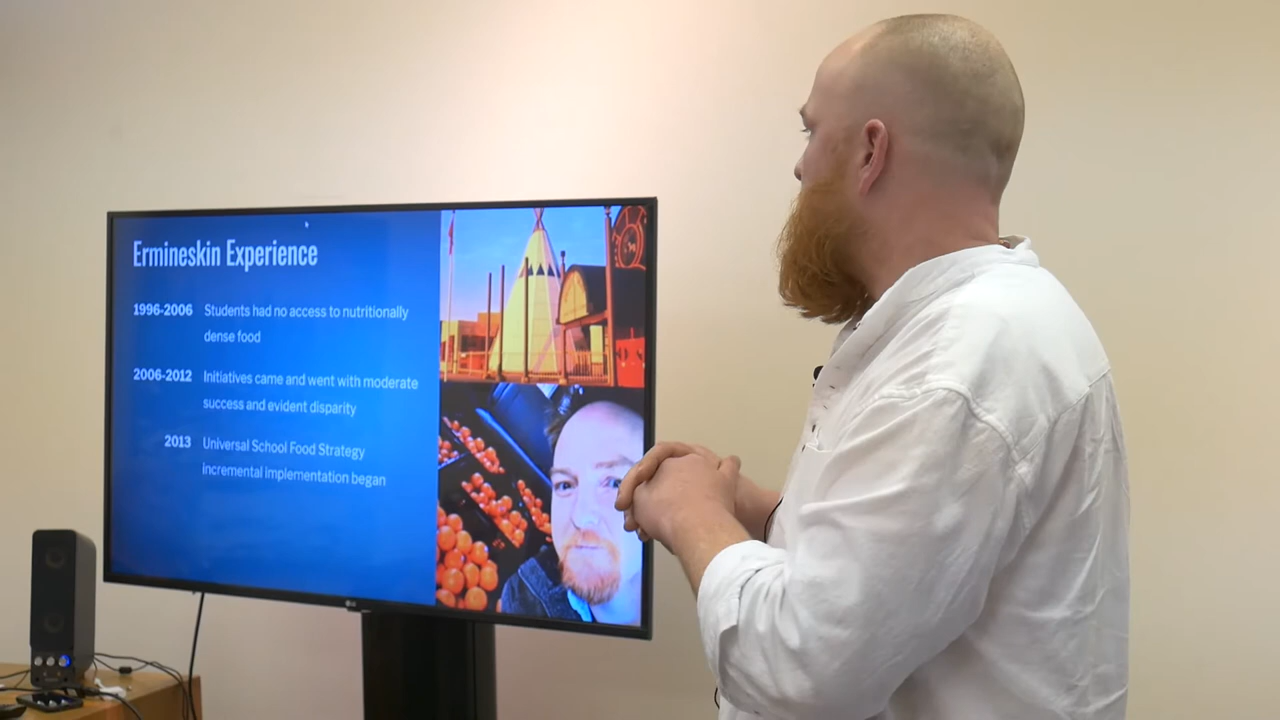 Ermineskin Experience
1996-2006 Students had no access to nutritionally
dense food
2006-2012 Initiatives came and went with moderate
success and evident disparity
2013 Universal School Food Strategy
incremental implementation began
LG